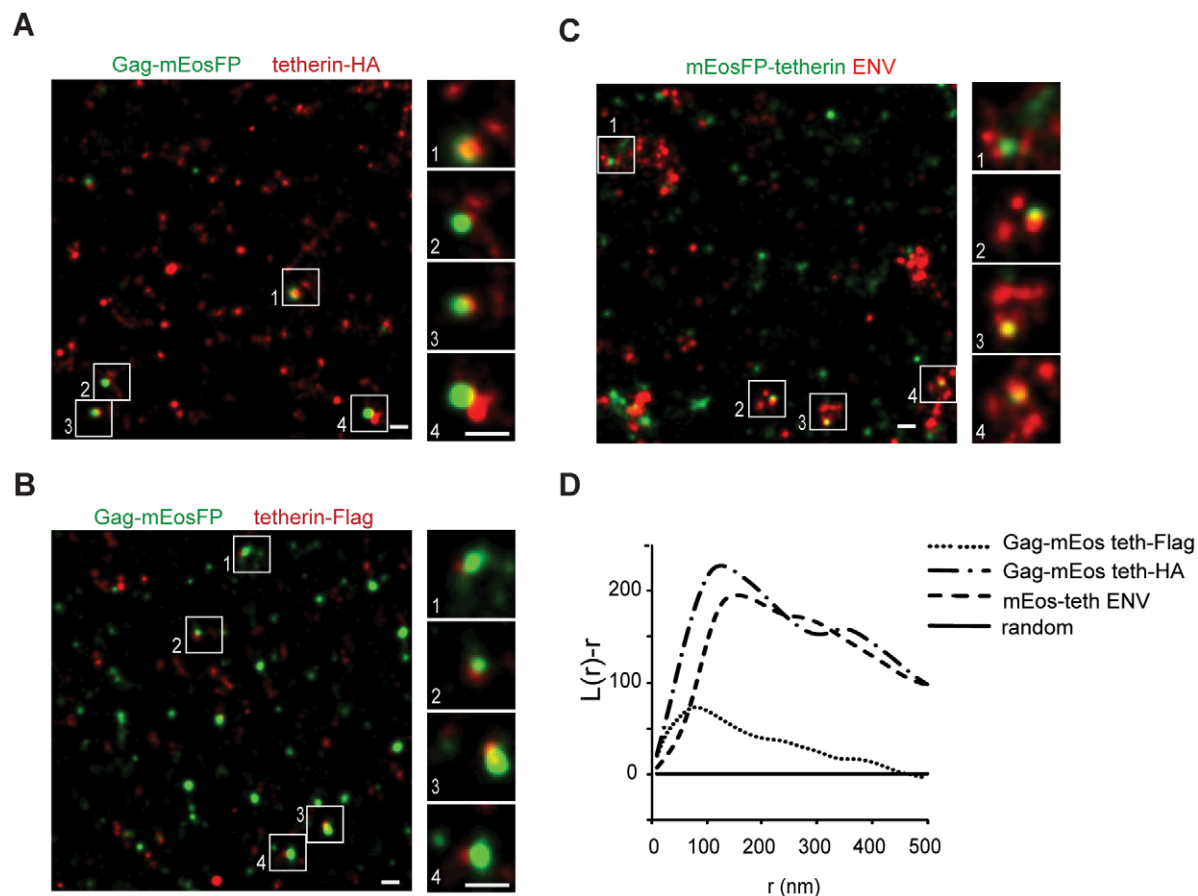 A
Gag-mEosFP tetherin-HA
1
2
3
4
1
2
3
4
B
Gag-mEosFP tetherin-Flag
1
2
3
4
1
2
3
4
C
mEosFP-tetherin ENV
1
2
3
4
1
2
3
4
D
L(r)-r
200
100
0
0 100 200 300 400 500
r (nm)
Gag-mEos teth-Flag
Gag-mEos teth-HA
mEos-teth ENV
random